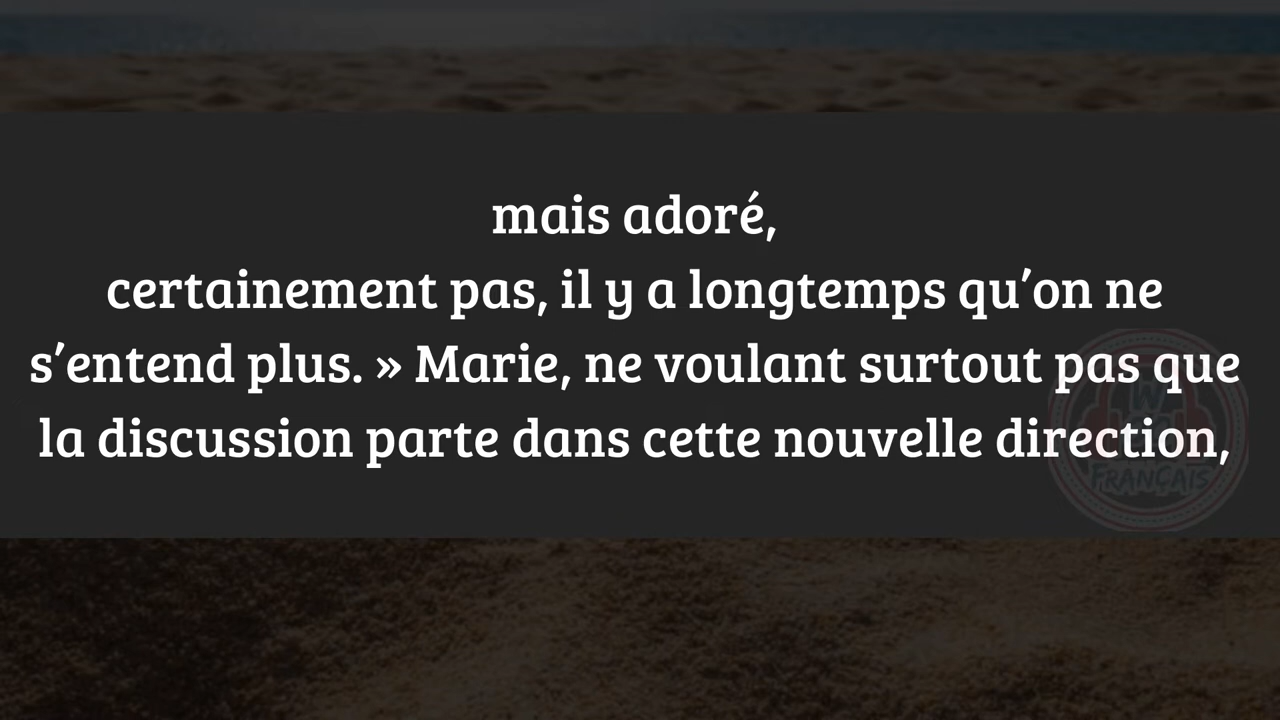 mais adoré,
certainement pas, il y a longtemps qu’on ne
s’entend plus. » Marie, ne voulant surtout pas que
la discussion parte dans cette nouvelle direction,
FRANÇAIS